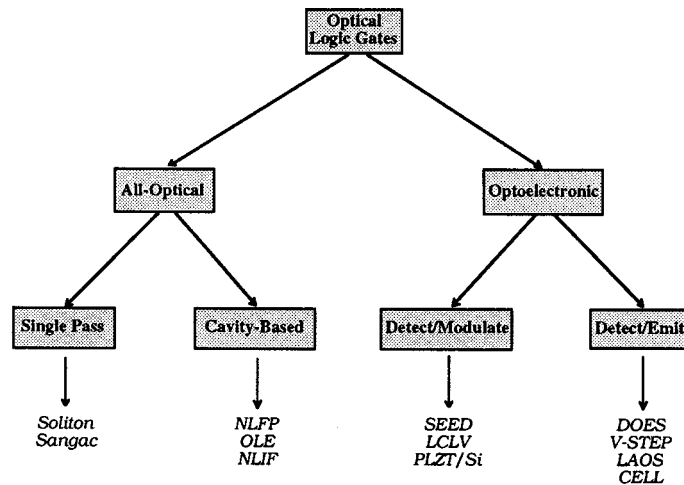 Optical
Logic Gates
All-Optical
Optoelectronic
Single Pass
Cavity-Based
Detect/Modulate
Detect/Emit
Soliton
Sangac
NLFP
OLE
NLIF
SEED
LCLV
PLZT/Si
DOES
V-STEP
LAOS
CELL